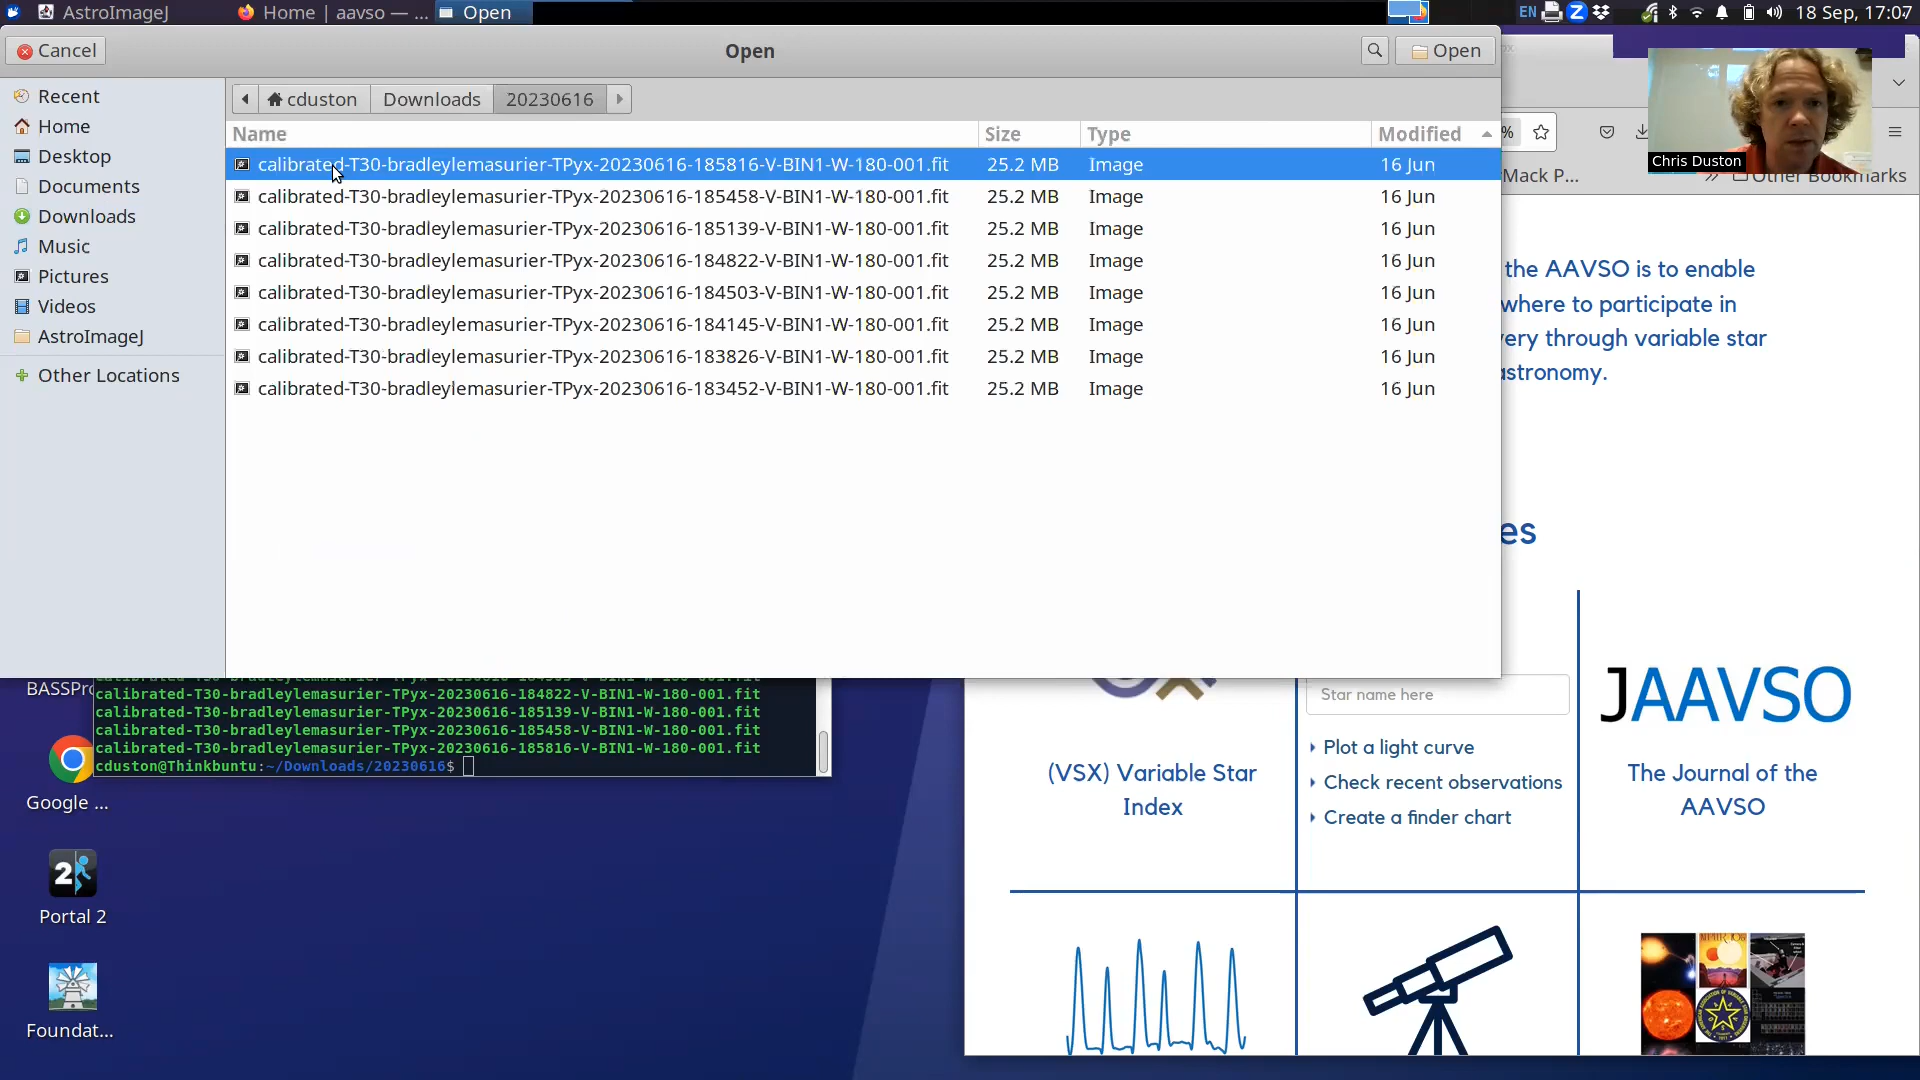 AstroImageJ
Home | aavso — ...
Open
EN
18 Sep, 17:07
Cancel
Open
Open
Recent
Home
Desktop
Documents
Downloads
Music
Pictures
Videos
AstroImageJ
Other Locations
cduston
Downloads
20230616
Name
Size
Type
Modified
calibrated-T30-bradleylemasurier-TPyx-20230616-185816-V-BIN1-W-180-001.fit 25.2 MB Image 16 Jun
calibrated-T30-bradleylemasurier-TPyx-20230616-185458-V-BIN1-W-180-001.fit 25.2 MB Image 16 Jun
calibrated-T30-bradleylemasurier-TPyx-20230616-185139-V-BIN1-W-180-001.fit 25.2 MB Image 16 Jun
calibrated-T30-bradleylemasurier-TPyx-20230616-184822-V-BIN1-W-180-001.fit 25.2 MB Image 16 Jun
calibrated-T30-bradleylemasurier-TPyx-20230616-184503-V-BIN1-W-180-001.fit 25.2 MB Image 16 Jun
calibrated-T30-bradleylemasurier-TPyx-20230616-184145-V-BIN1-W-180-001.fit 25.2 MB Image 16 Jun
calibrated-T30-bradleylemasurier-TPyx-20230616-183826-V-BIN1-W-180-001.fit 25.2 MB Image 16 Jun
calibrated-T30-bradleylemasurier-TPyx-20230616-183452-V-BIN1-W-180-001.fit 25.2 MB Image 16 Jun
%
Chris Duston
Mack P...
Other Bookmarks
the AAVSO is to enable
where to participate in
ery through variable star
astronomy.
es
BASSPro
calibrated-T30-bradleylemasurier-TPyx-20230616-184822-V-BIN1-W-180-001.fit
calibrated-T30-bradleylemasurier-TPyx-20230616-185139-V-BIN1-W-180-001.fit
calibrated-T30-bradleylemasurier-TPyx-20230616-185458-V-BIN1-W-180-001.fit
calibrated-T30-bradleylemasurier-TPyx-20230616-185816-V-BIN1-W-180-001.fit
cduston@Thinkbuntu:~/Downloads/20230616$
Google ...
Portal 2
Foundat...
(VSX) Variable Star
Index
Star name here
Plot a light curve
Check recent observations
Create a finder chart
JAAVSO
The Journal of the
AAVSO